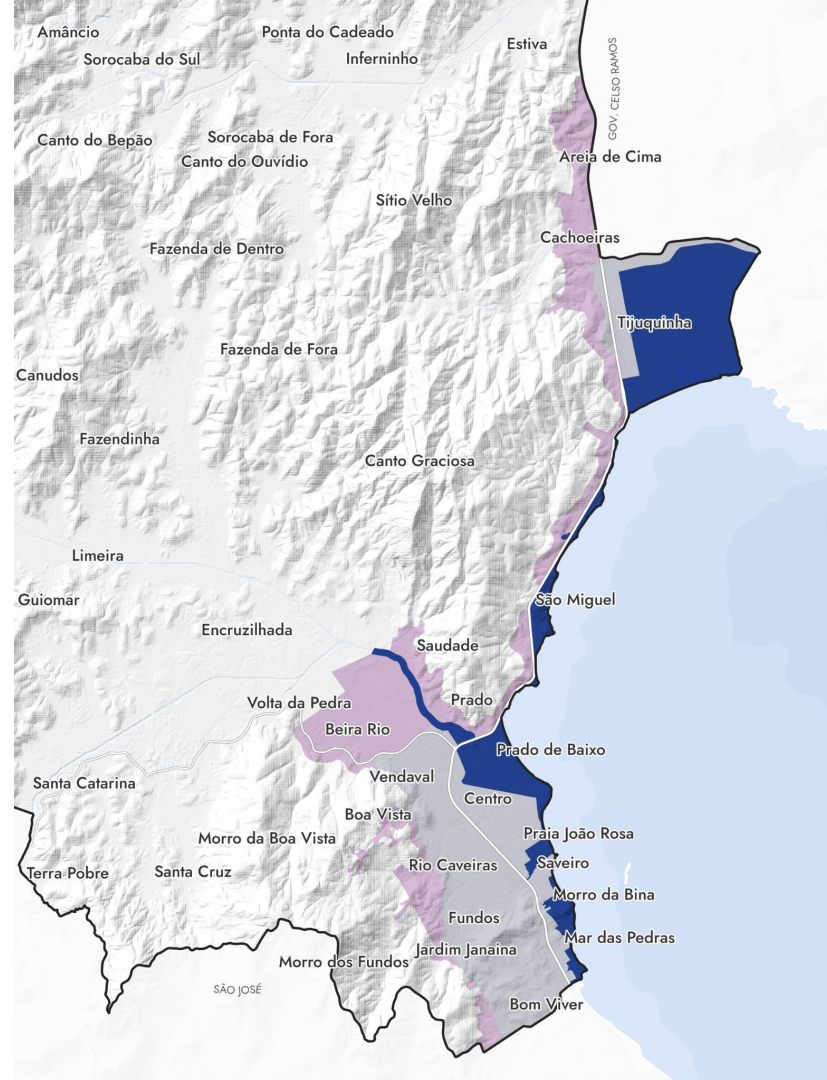 Amâncio
Ponta do Cadeado
Estiva
Sorocaba do Sul
Inferninho
GOV. CELSO RAMOS
Canto do Bepão
Sorocaba de Fora
Areia de Cima
Canto do Ouvídio
Sítio Velho
Cachoeiras
Fazenda de Dentro
Tijuquinha
Fazenda de Fora
Canudos
Fazendinha
Canto Graciosa
Limeira
Guiomar
São Miguel
Encruzilhada
Saudade
Volta da Pedra
Prado
Beira Rio
Prado de Baixo
Vendaval
Santa Catarina
Centro
Boa Vista
Praia João Rosa
Morro da Boa Vista
Saveiro
Rio Caveiras
Terra Pobre
Santa Cruz
Morro da Bina
Fundos
Mar das Pedras
Jardim Janaina
Morro dos Fundos
SÃO JOSÉ
Bom Viver